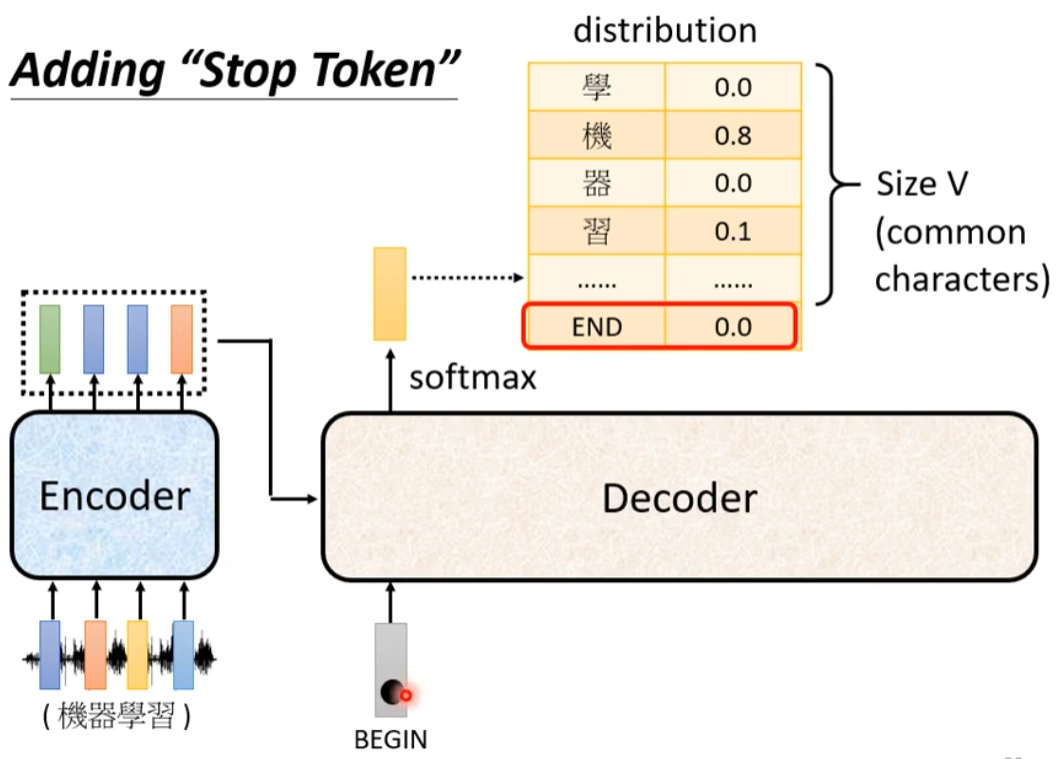 Adding “Stop Token”
distribution
學 0.0
機 0.8
器 0.0
習 0.1
...... ......
END 0.0
Size V
(common
characters)
softmax
Encoder
Decoder
(機器學習)
BEGIN